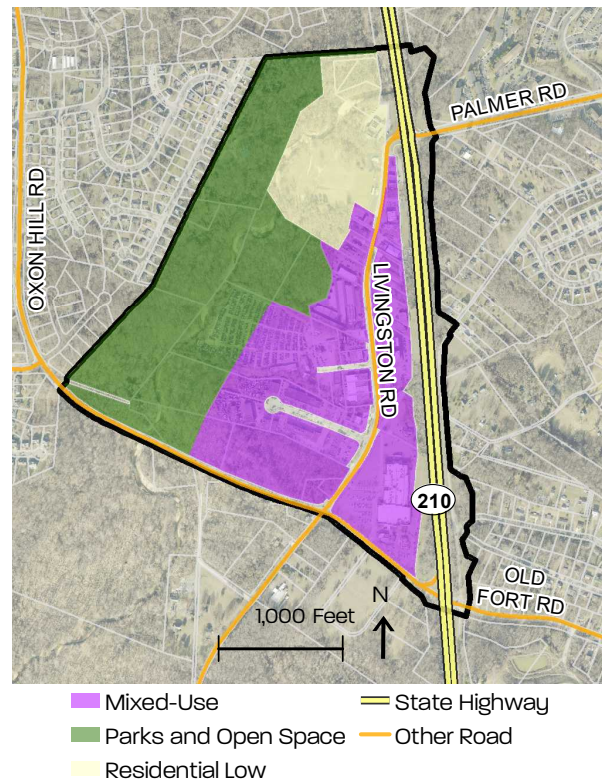 PALMER RD
OXON HILL RD
LIVINGSTON RD
210
OLD
FORT RD
1,000 Feet
N
Mixed-Use
State Highway
Parks and Open Space
Other Road
Residential Low